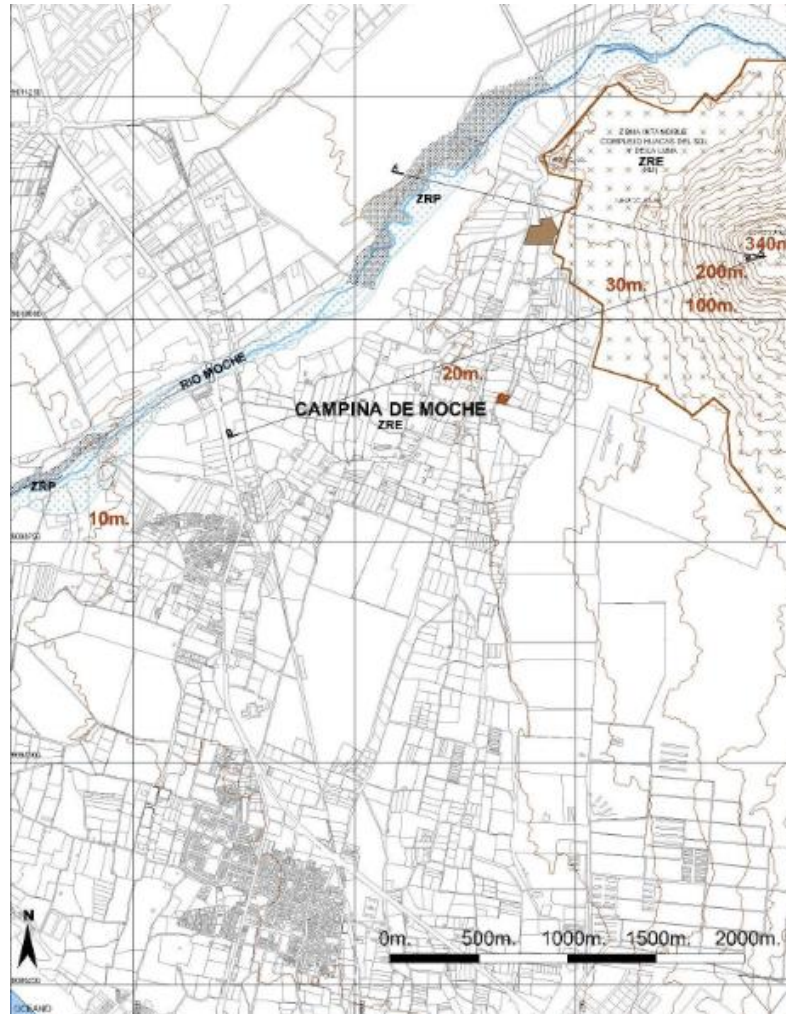 ZONA INTANGIBLE
COMPLEJO HUACAS DEL SOL
Y DE LA LUNA
ZRE
ZRP
340m.
200m.
30m.
100m.
RIO MOCHE
20m.
CAMPIÑA DE MOCHE
ZRE
ZRP
10m.
N
0m. 500m. 1000m. 1500m. 2000m.
OCEANO